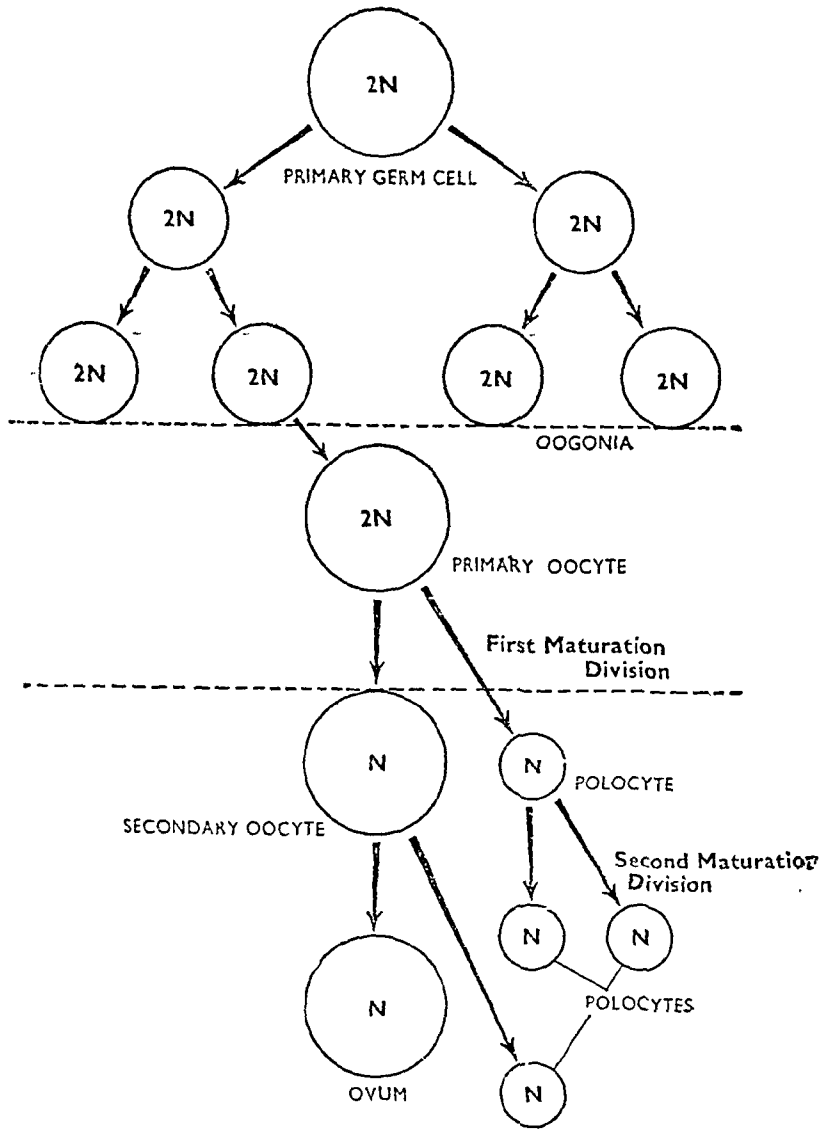 2N
PRIMARY GERM CELL
2N
2N
2N
2N
2N
2N
OOGONIA
2N
PRIMARY OOCYTE
First Maturation
Division
N
N
POLOCYTE
SECONDARY OOCYTE
Second Maturation
Division
N
N
N
POLOCYTES
N
OVUM